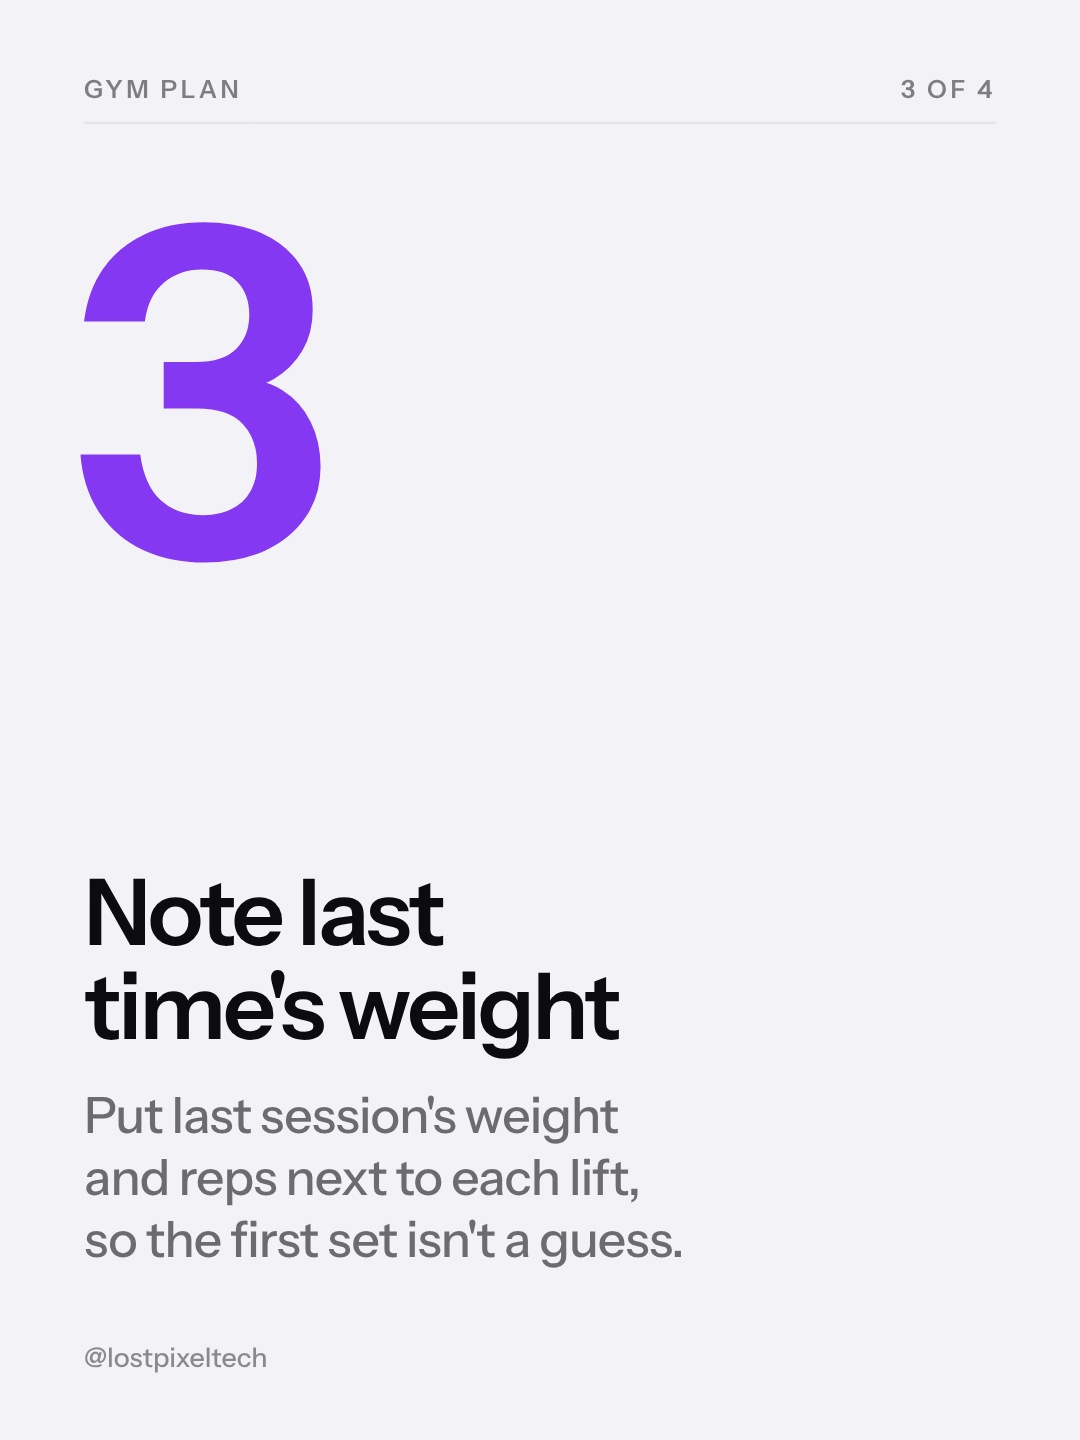 GYM PLAN
3 OF 4
3
Note last
time's weight
Put last session's weight
and reps next to each lift,
so the first set isn't a guess.
@lostpixeltech